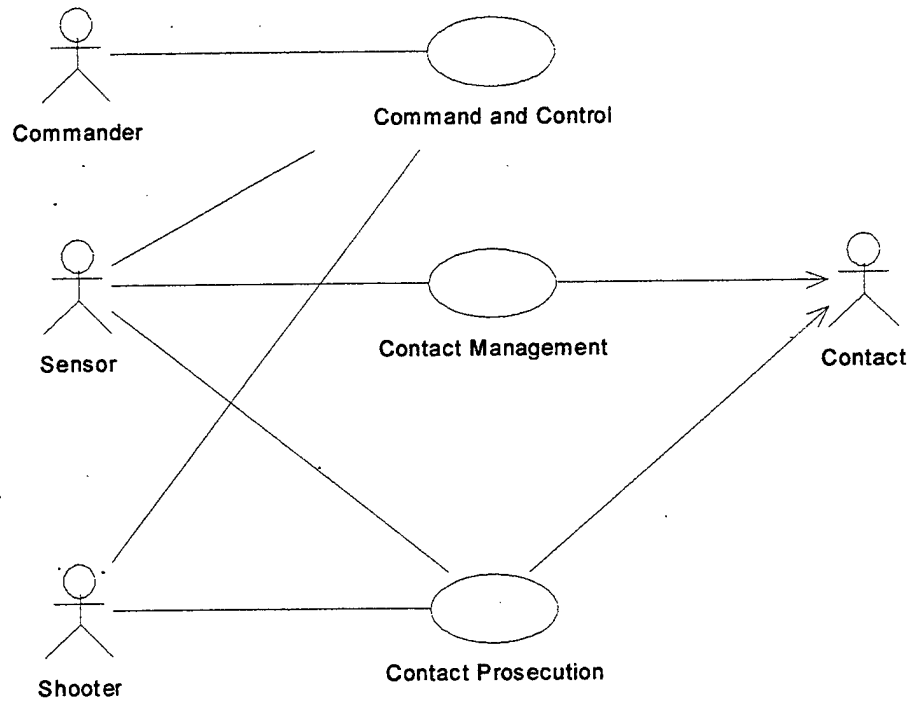 Commander
Command and Control
Sensor
Contact Management
Contact
Shooter
Contact Prosecution